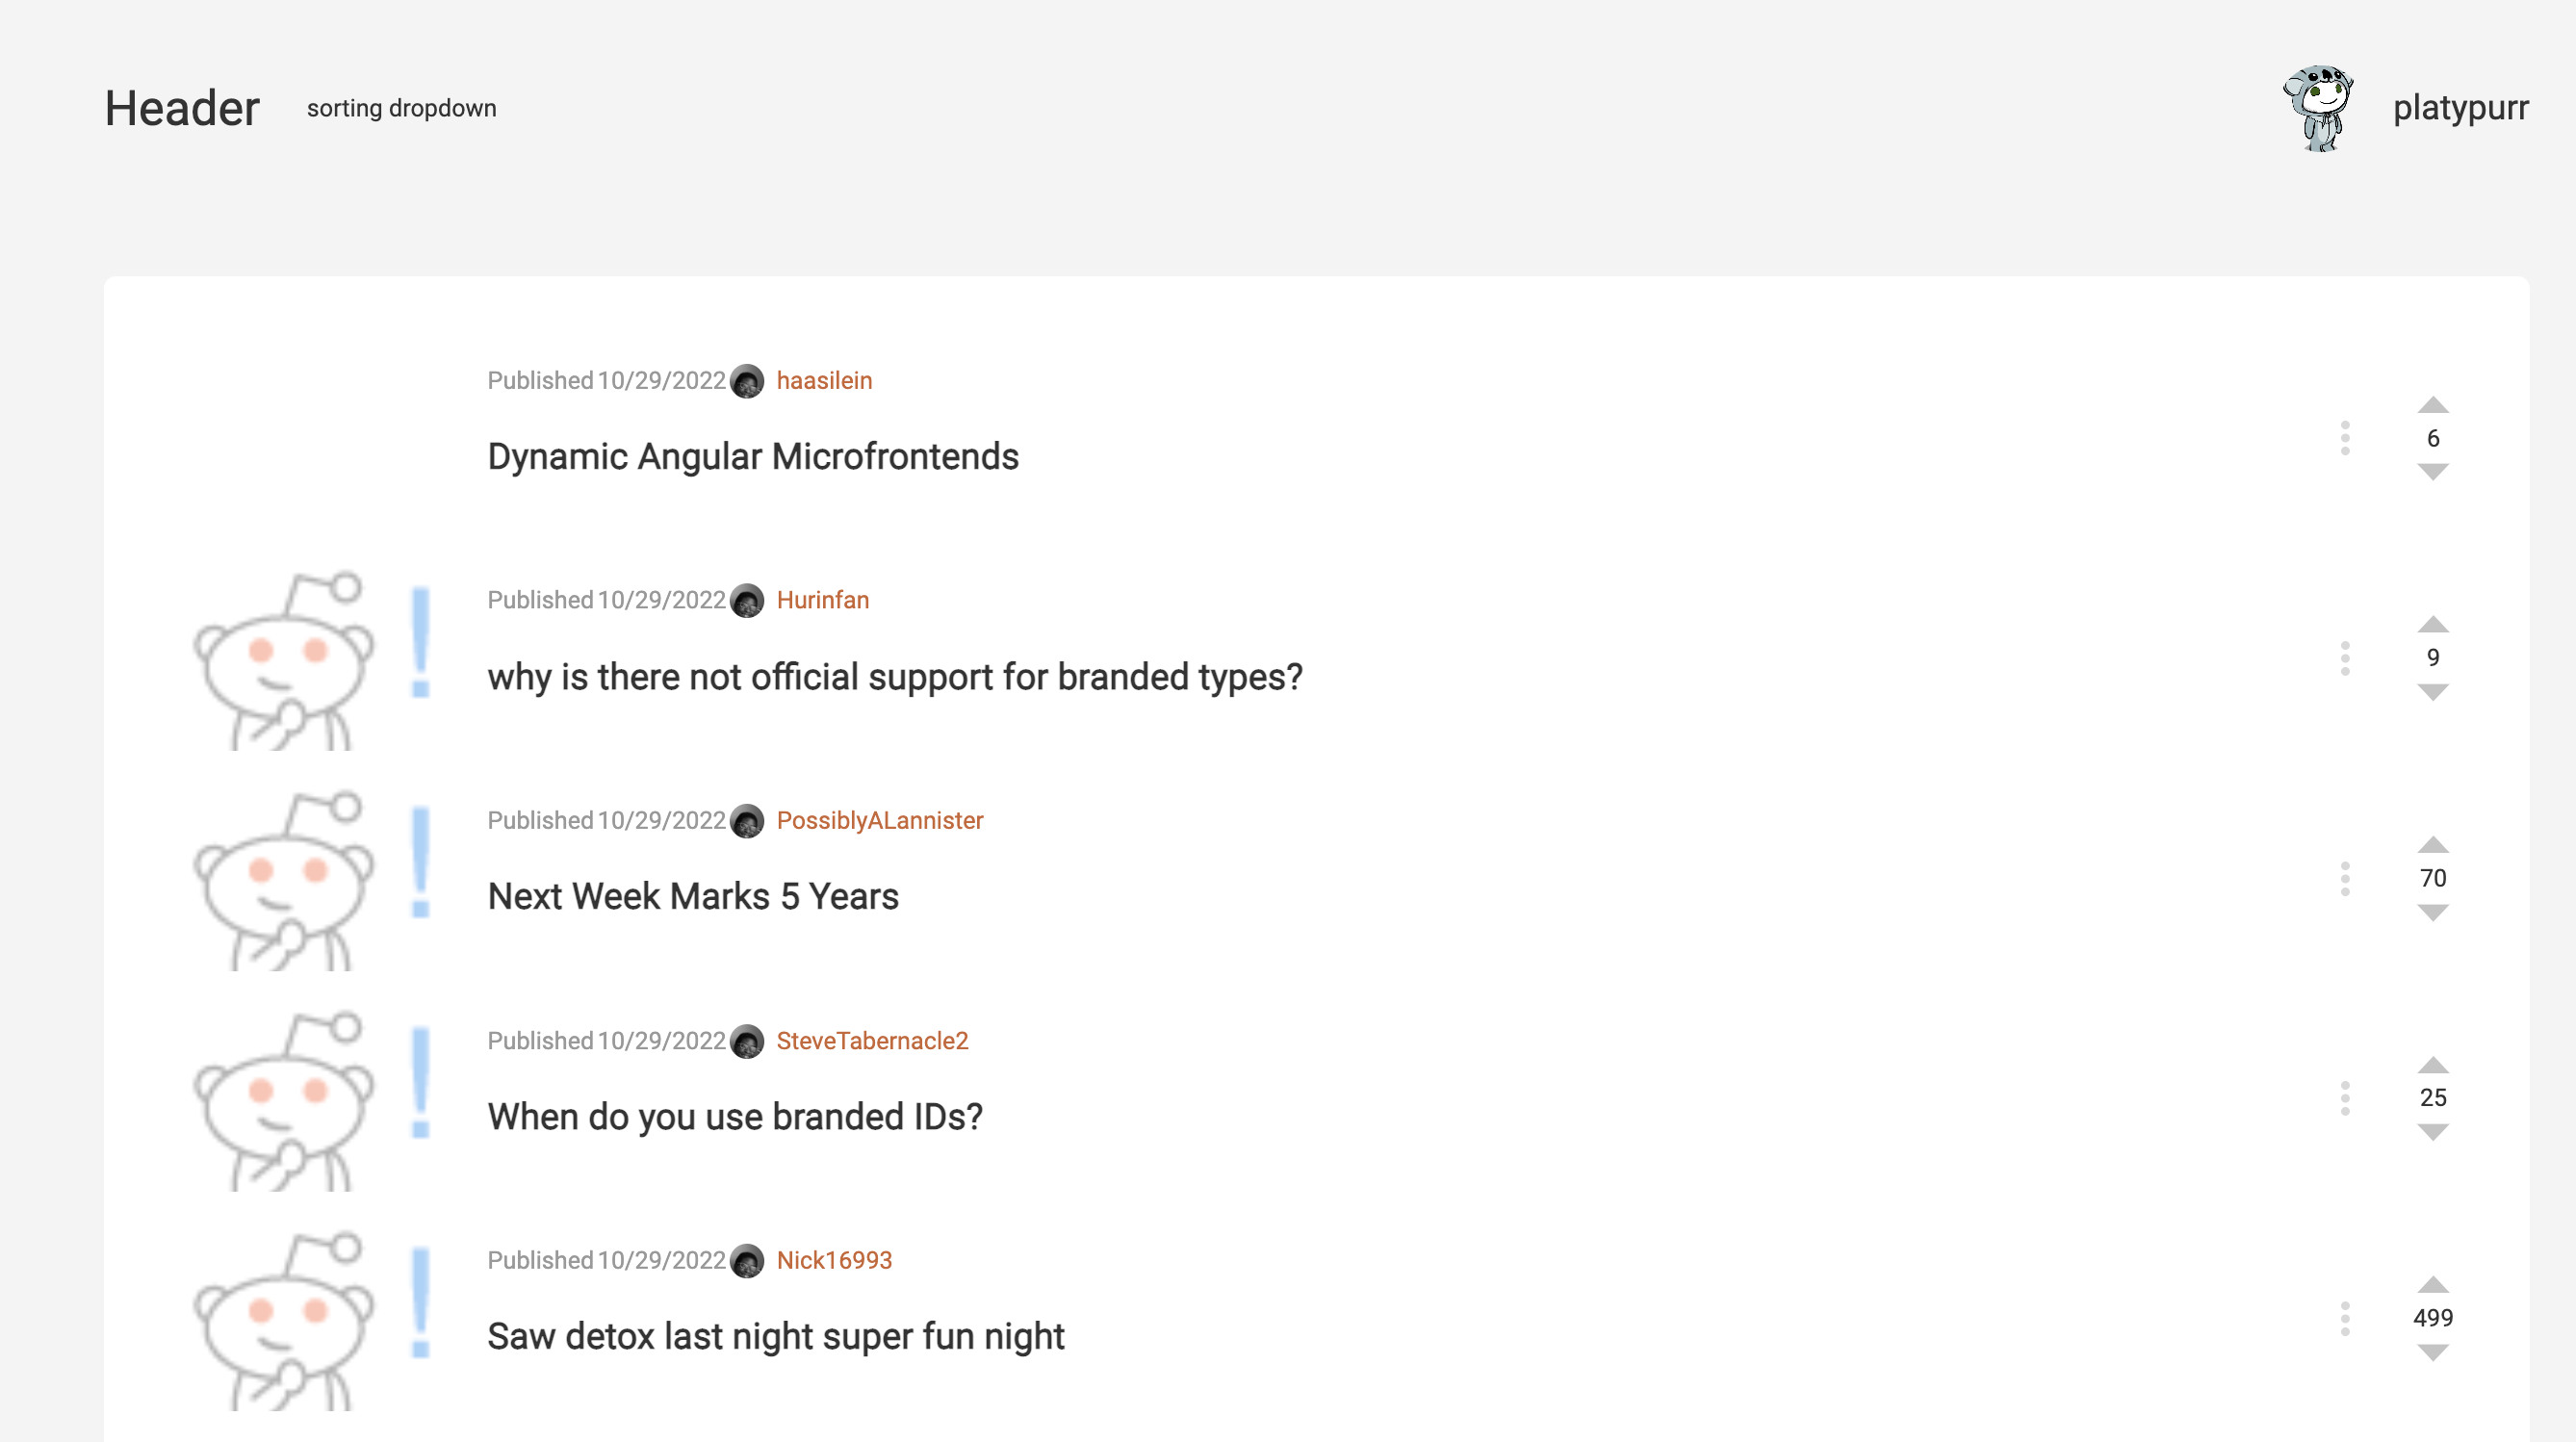 Header
sorting dropdown
platypurr
Published 10/29/2022 haasilein
Dynamic Angular Microfrontends
6
Published 10/29/2022 Hurinfan
why is there not official support for branded types?
9
Published 10/29/2022 PossiblyALannister
Next Week Marks 5 Years
70
Published 10/29/2022 SteveTabernacle2
When do you use branded IDs?
25
Published 10/29/2022 Nick16993
Saw detox last night super fun night
499